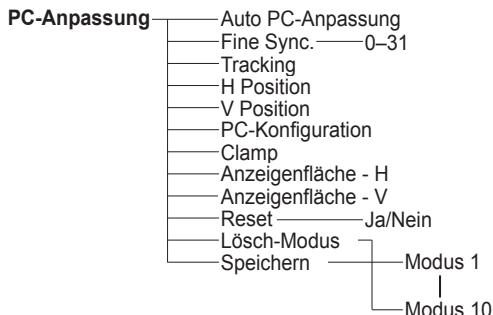 PC-Anpassung Auto PC-Anpassung
Fine Sync. 0–31
Tracking
H Position
V Position
PC-Konfiguration
Clamp
Anzeigenfläche - H
Anzeigenfläche - V
Reset Ja/Nein
Lösch-Modus
Speichern Modus 1
Modus 10